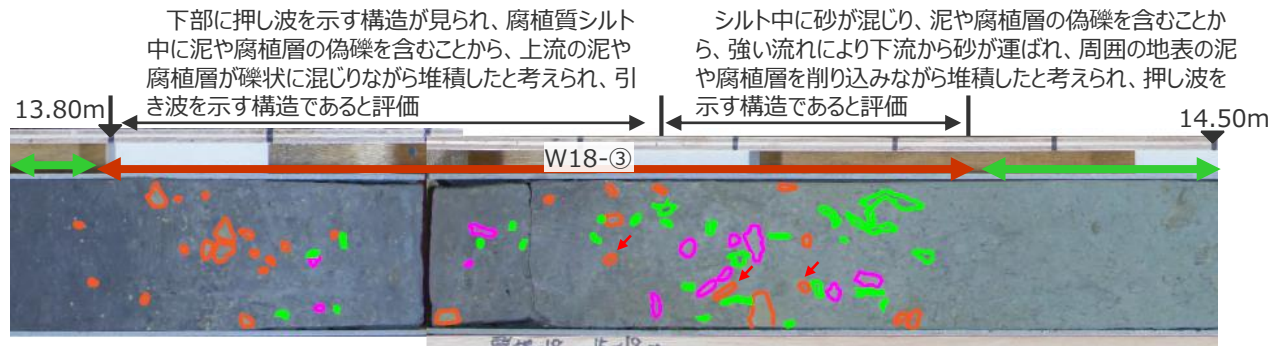 下部に押し波を示す構造が見られ、腐植質シルト
中に泥や腐植層の偽礫を含むことから、上流の泥や
腐植層が礫状に混じりながら堆積したと考えられ、引
き波を示す構造であると評価
シルト中に砂が混じり、泥や腐植層の偽礫を含むことか
ら、強い流れにより下流から砂が運ばれ、周囲の地表の泥
や腐植層を削り込みながら堆積したと考えられ、押し波を
示す構造であると評価
13.80m
14.50m
W18-③